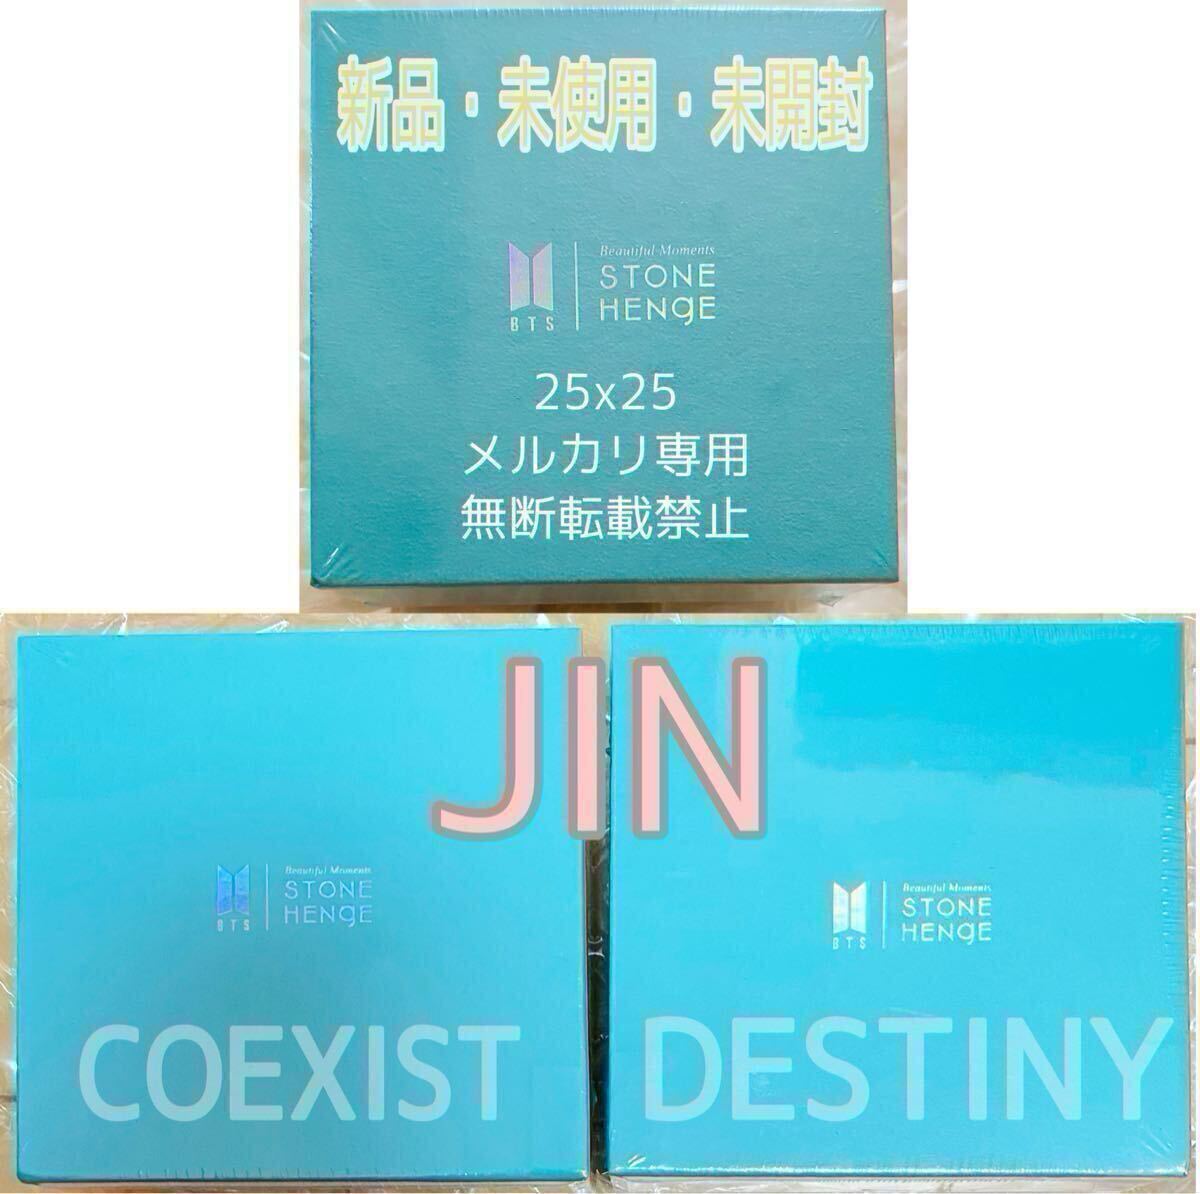 新品・未使用・未開封
Beautiful Moments
STONE
HENgE
BTS
25x25
メルカリ専用
無断転載禁止
JIN
Beautiful Moments
STONE
HENgE
BTS
COEXIST
Beautiful Moments
STONE
HENgE
BTS
DESTINY